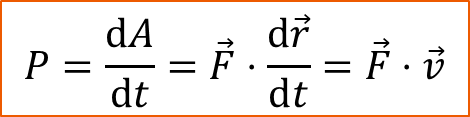 P = dA/dt = F⃗ · dr⃗/dt = F⃗ · v⃗